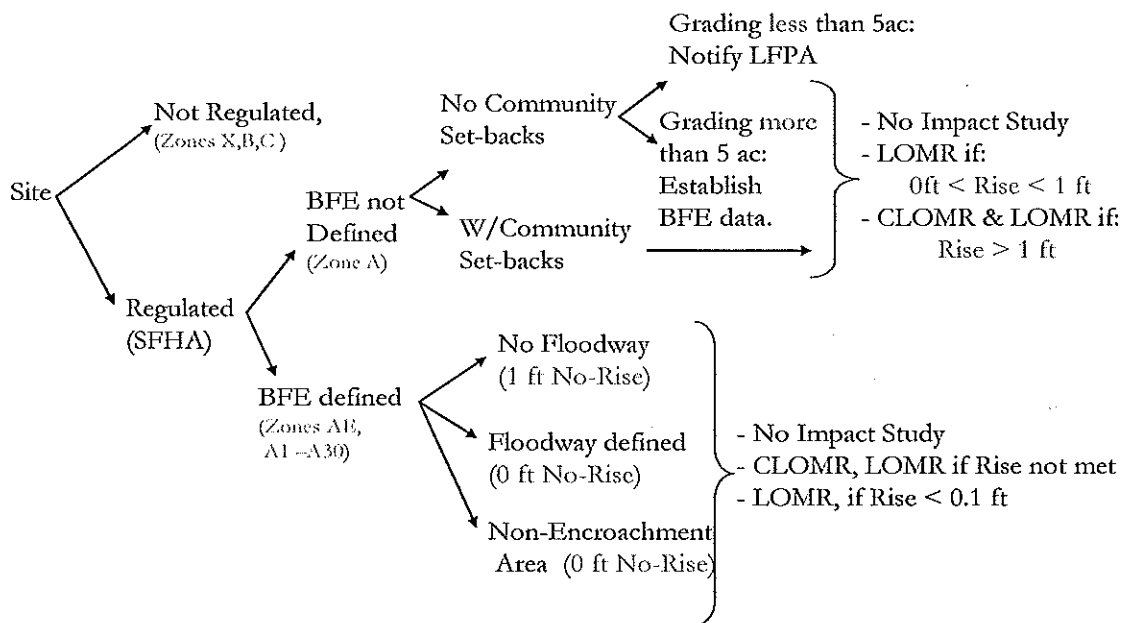 Site
Not Regulated,
(Zones X,B,C )
Regulated
(SFHA)
BFE not
Defined
(Zone A)
No Community
Set-backs
Grading less than 5ac:
Notify LFPA
Grading more
than 5 ac:
Establish
BFE data.
W/Community
Set-backs
- No Impact Study
- LOMR if:
0ft < Rise < 1 ft
- CLOMR & LOMR if:
Rise > 1 ft
BFE defined
(Zones AE,
A1 –A30)
No Floodway
(1 ft No-Rise)
Floodway defined
(0 ft No-Rise)
Non-Encroachment
Area (0 ft No-Rise)
- No Impact Study
- CLOMR, LOMR if Rise not met
- LOMR, if Rise < 0.1 ft